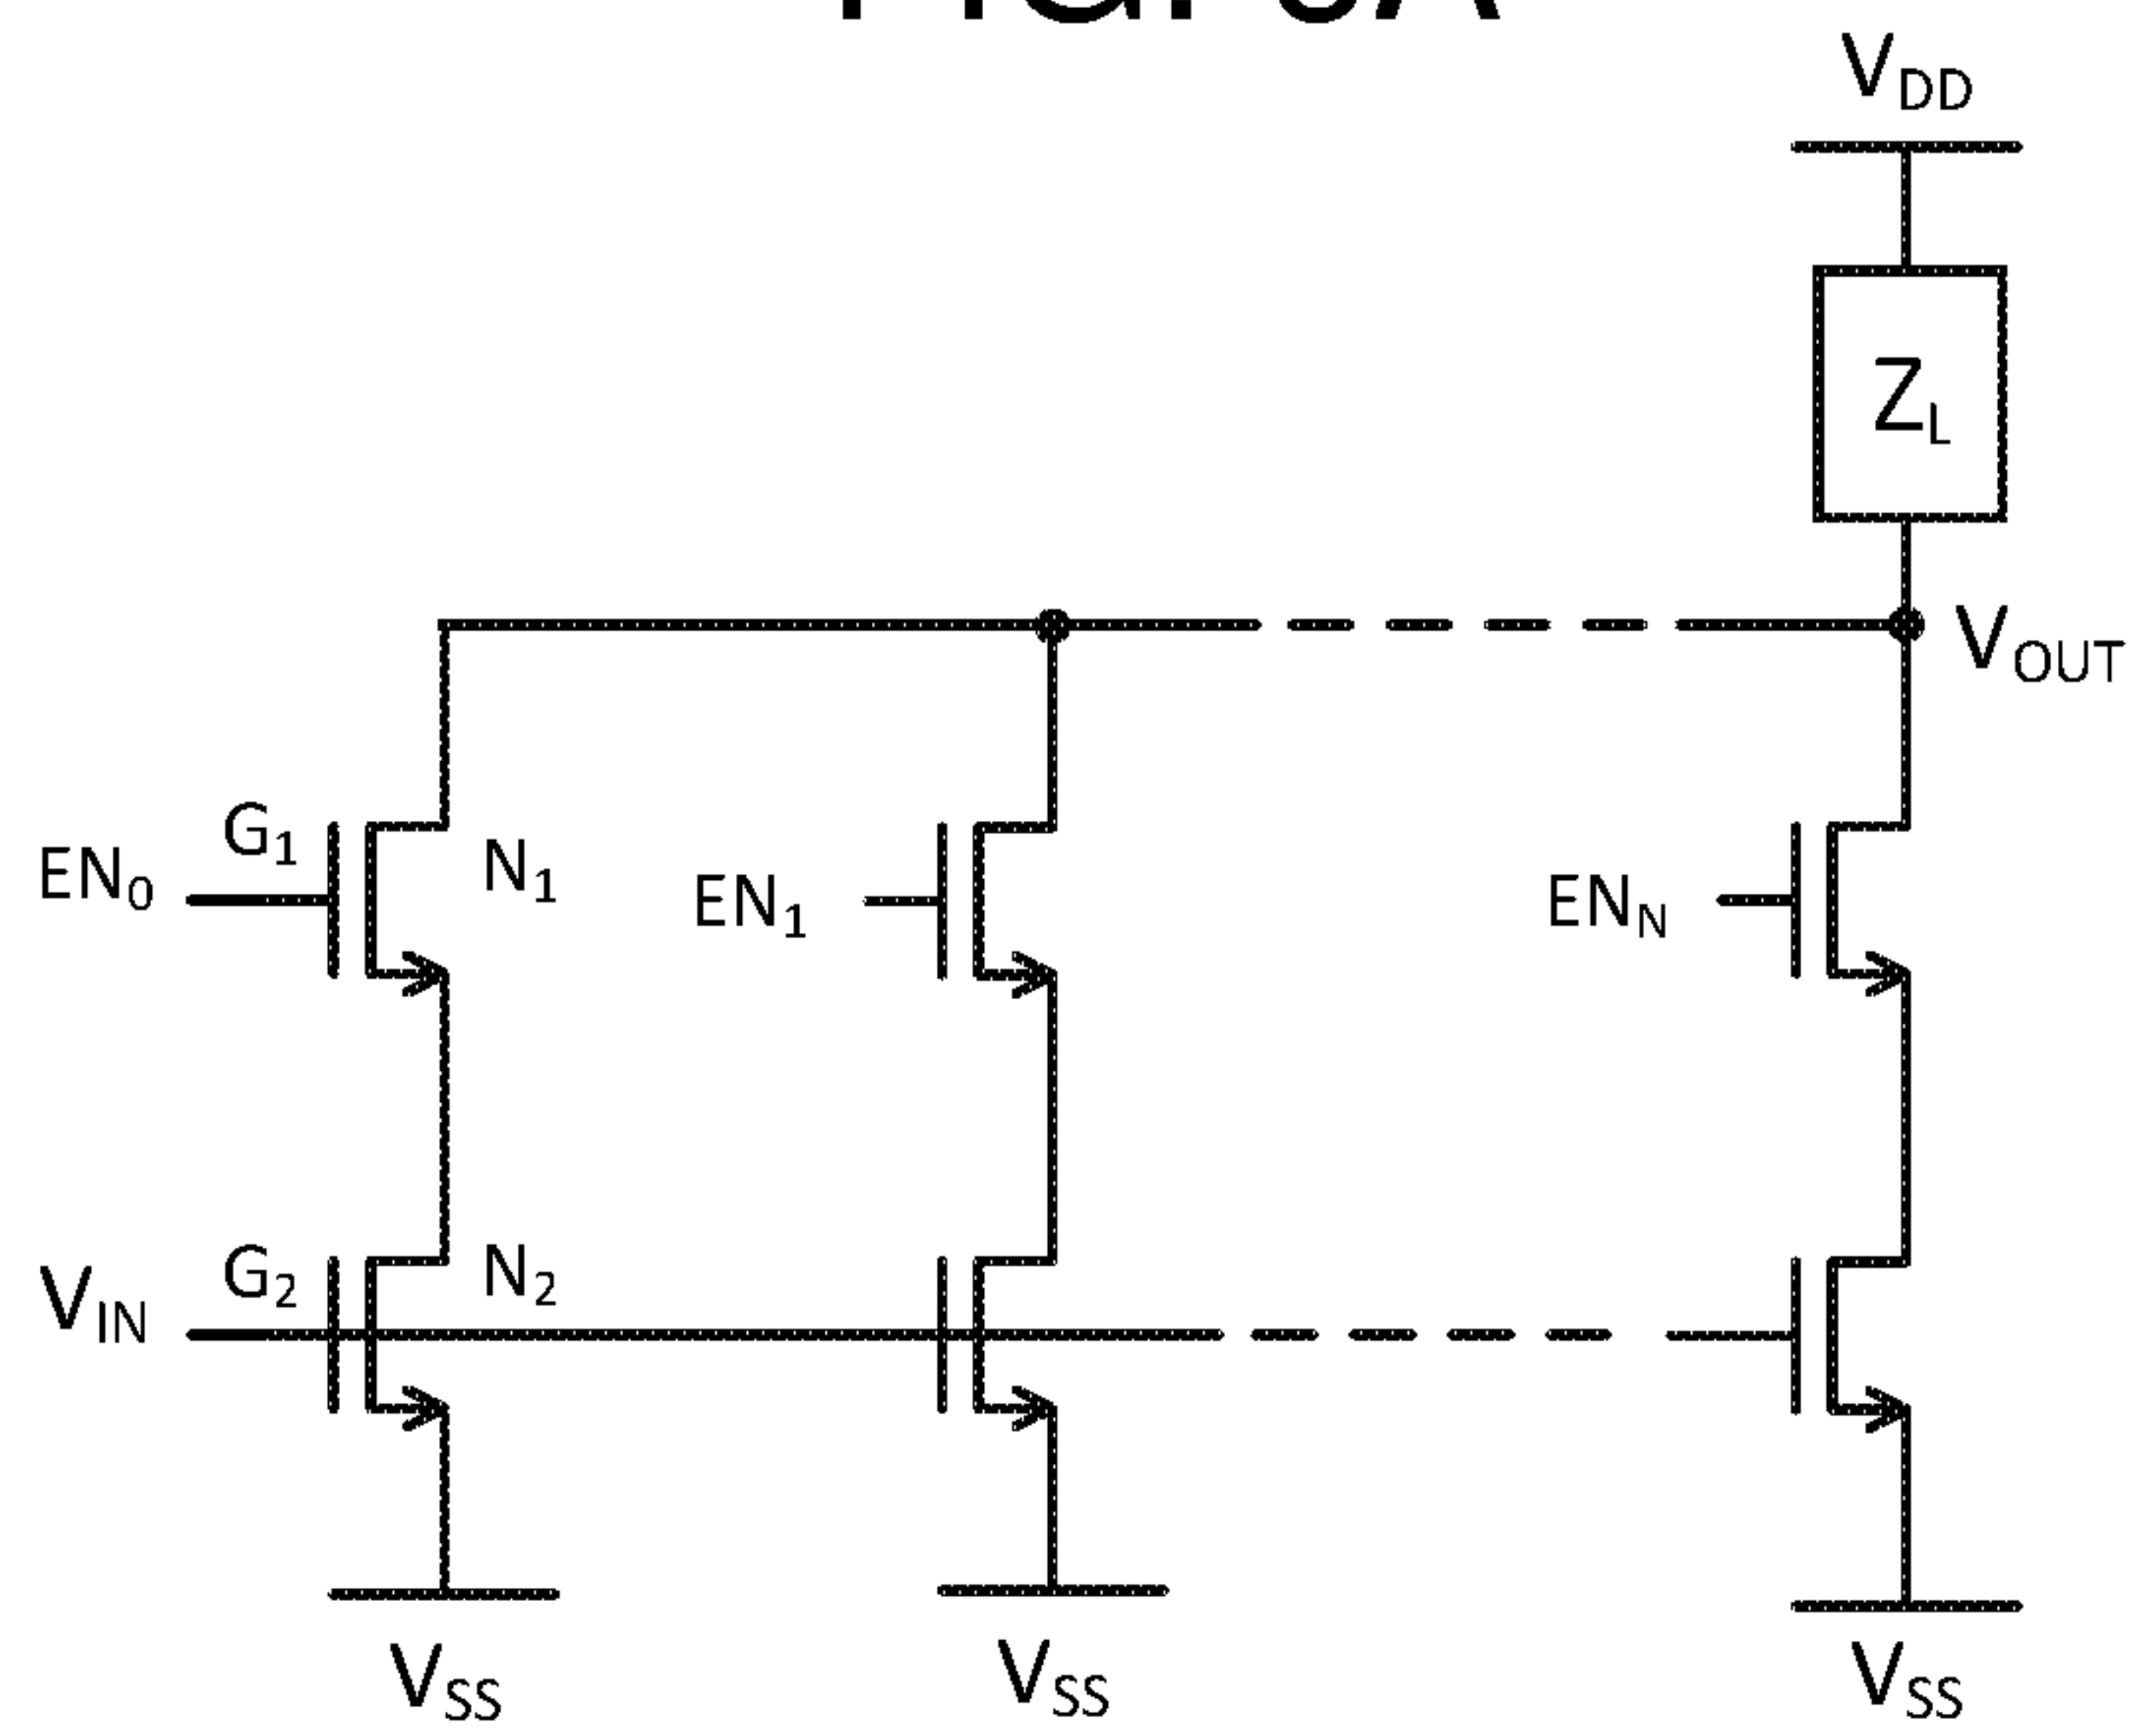 V_DD
Z_L
V_OUT
G_1
N_1
EN_0
EN_1
EN_N
G_2
N_2
V_IN
V_SS
V_SS
V_SS